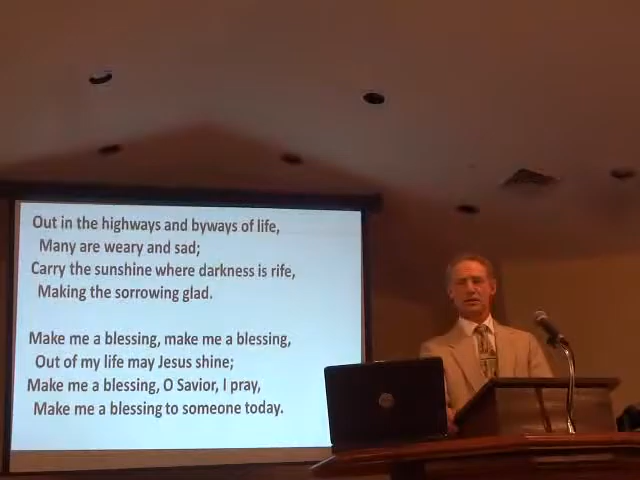 Out in the highways and byways of life,
Many are weary and sad;
Carry the sunshine where darkness is rife,
Making the sorrowing glad.
Make me a blessing, make me a blessing,
Out of my life may Jesus shine;
Make me a blessing, O Savior, I pray,
Make me a blessing to someone today.